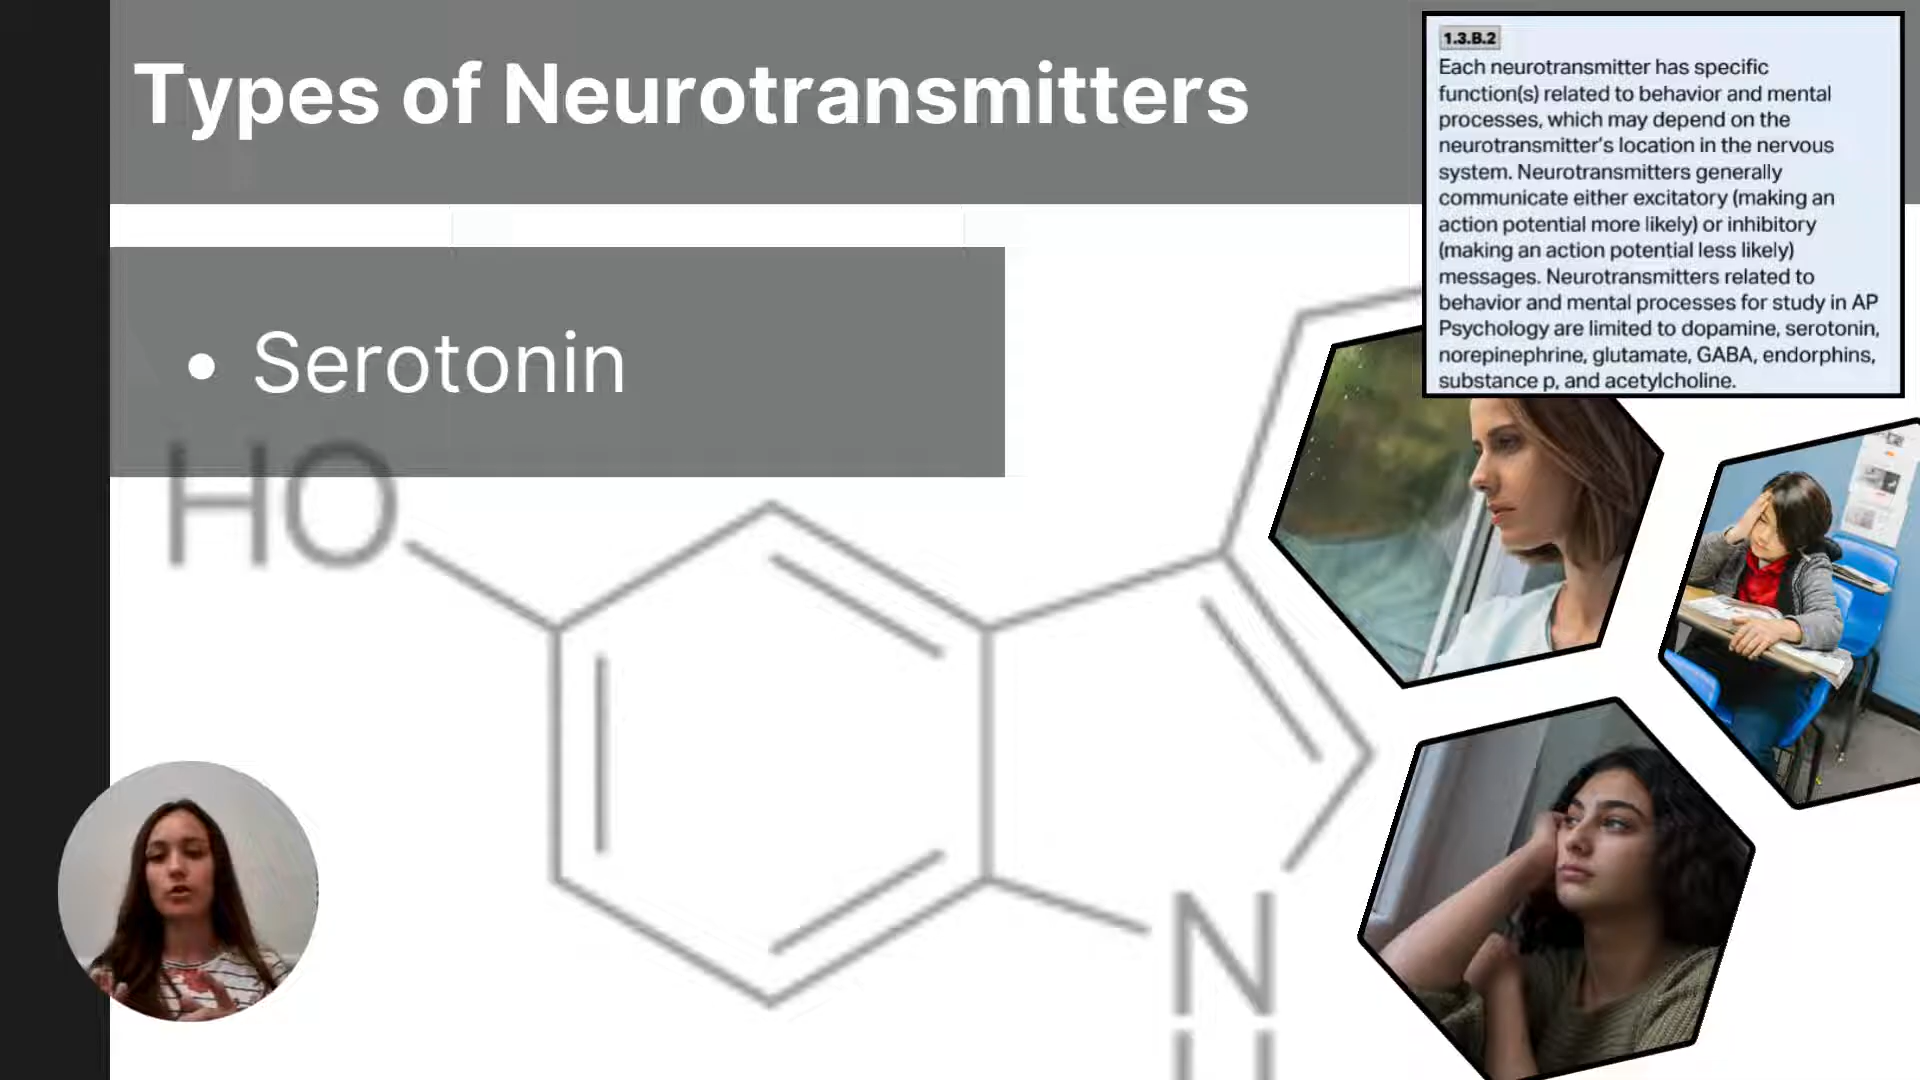 Types of Neurotransmitters
1.3.B.2
Each neurotransmitter has specific
function(s) related to behavior and mental
processes, which may depend on the
neurotransmitter's location in the nervous
system. Neurotransmitters generally
communicate either excitatory (making an
action potential more likely) or inhibitory
(making an action potential less likely)
messages. Neurotransmitters related to
behavior and mental processes for study in AP
Psychology are limited to dopamine, serotonin,
norepinephrine, glutamate, GABA, endorphins,
substance p, and acetylcholine.
• Serotonin
HO
N
H